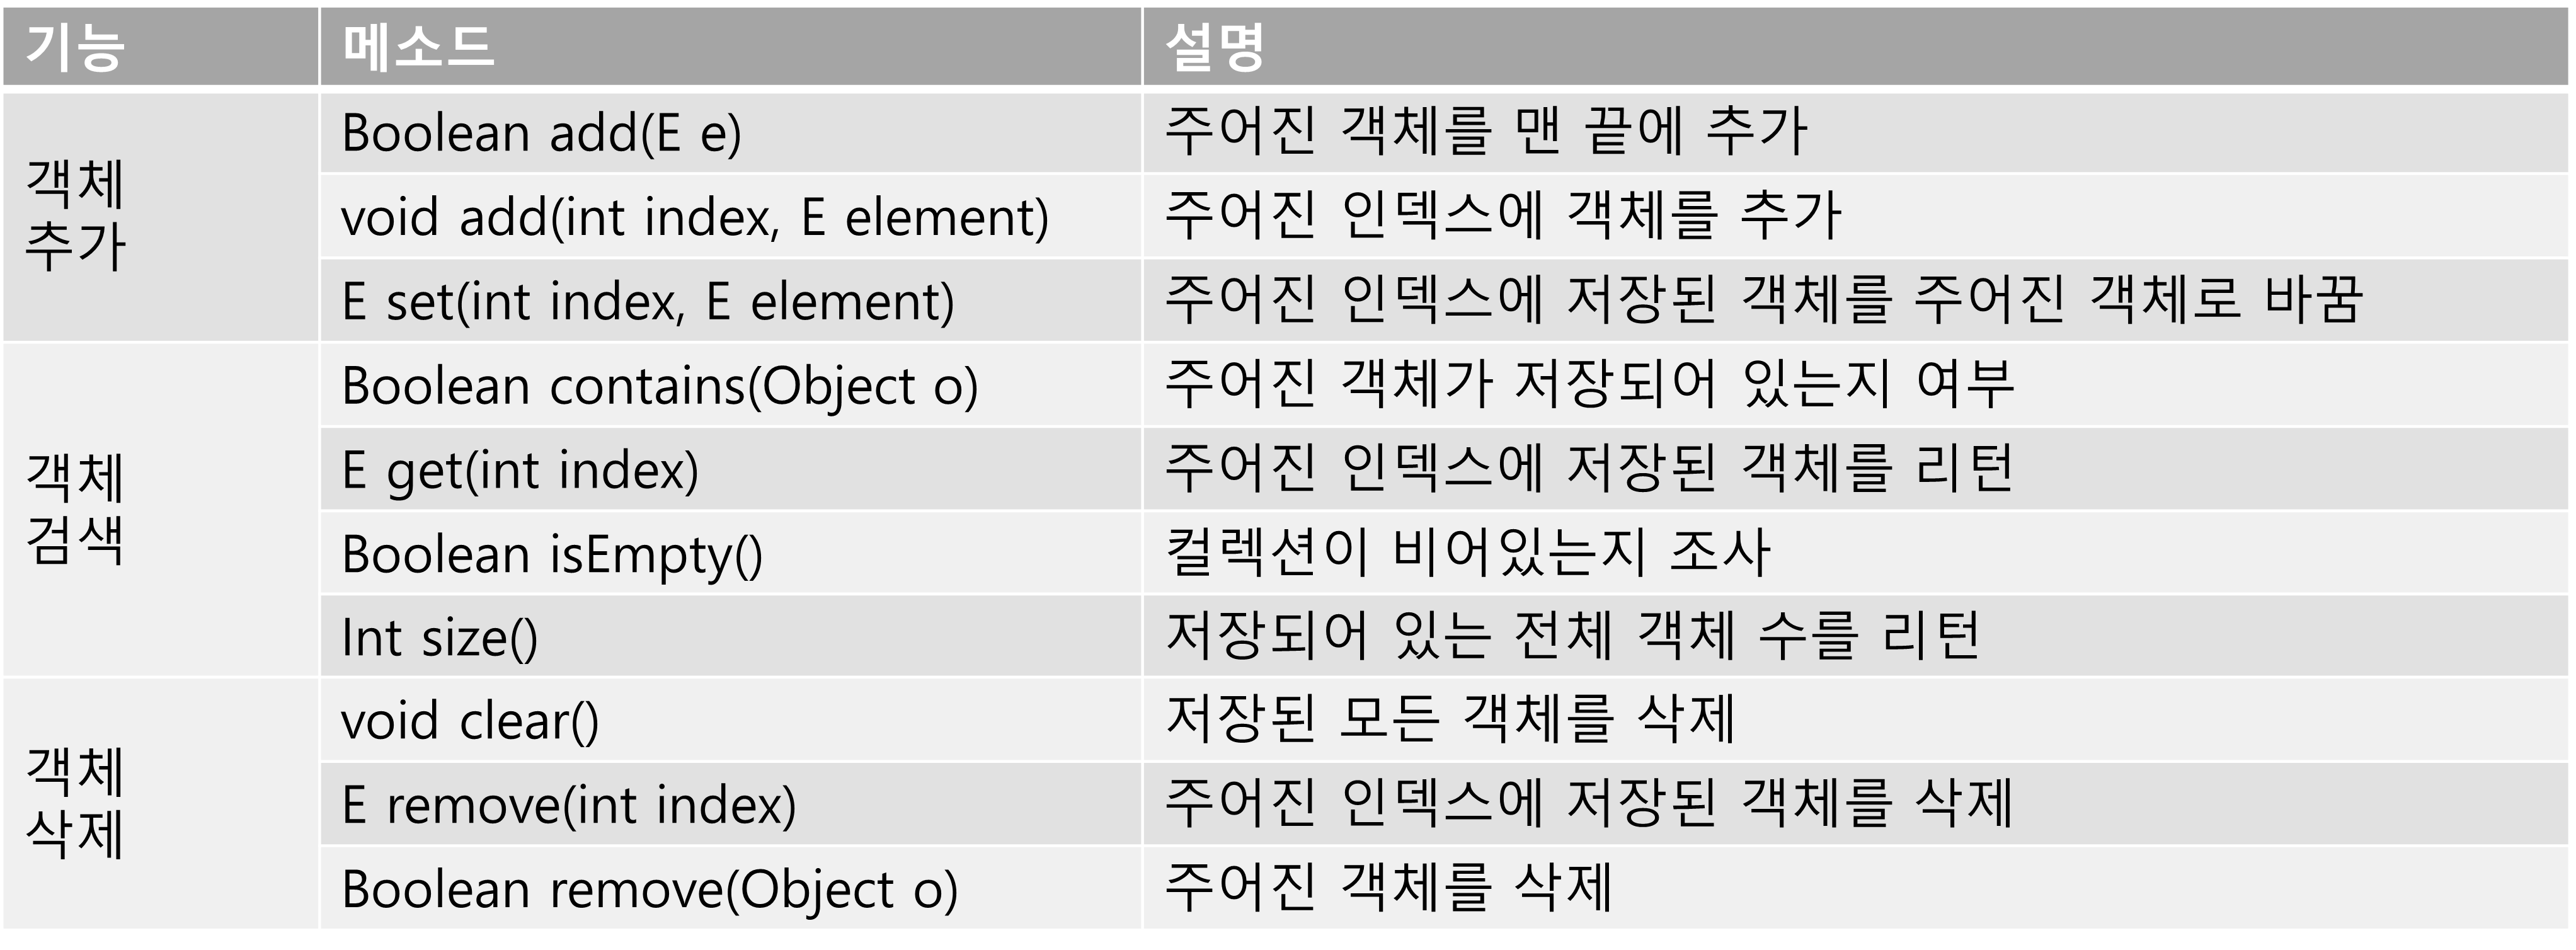 기능 메소드 설명
객체
추가
Boolean add(E e) 주어진 객체를 맨 끝에 추가
void add(int index, E element) 주어진 인덱스에 객체를 추가
E set(int index, E element) 주어진 인덱스에 저장된 객체를 주어진 객체로 바꿈
객체
검색
Boolean contains(Object o) 주어진 객체가 저장되어 있는지 여부
E get(int index) 주어진 인덱스에 저장된 객체를 리턴
Boolean isEmpty() 컬렉션이 비어있는지 조사
Int size() 저장되어 있는 전체 객체 수를 리턴
객체
삭제
void clear() 저장된 모든 객체를 삭제
E remove(int index) 주어진 인덱스에 저장된 객체를 삭제
Boolean remove(Object o) 주어진 객체를 삭제